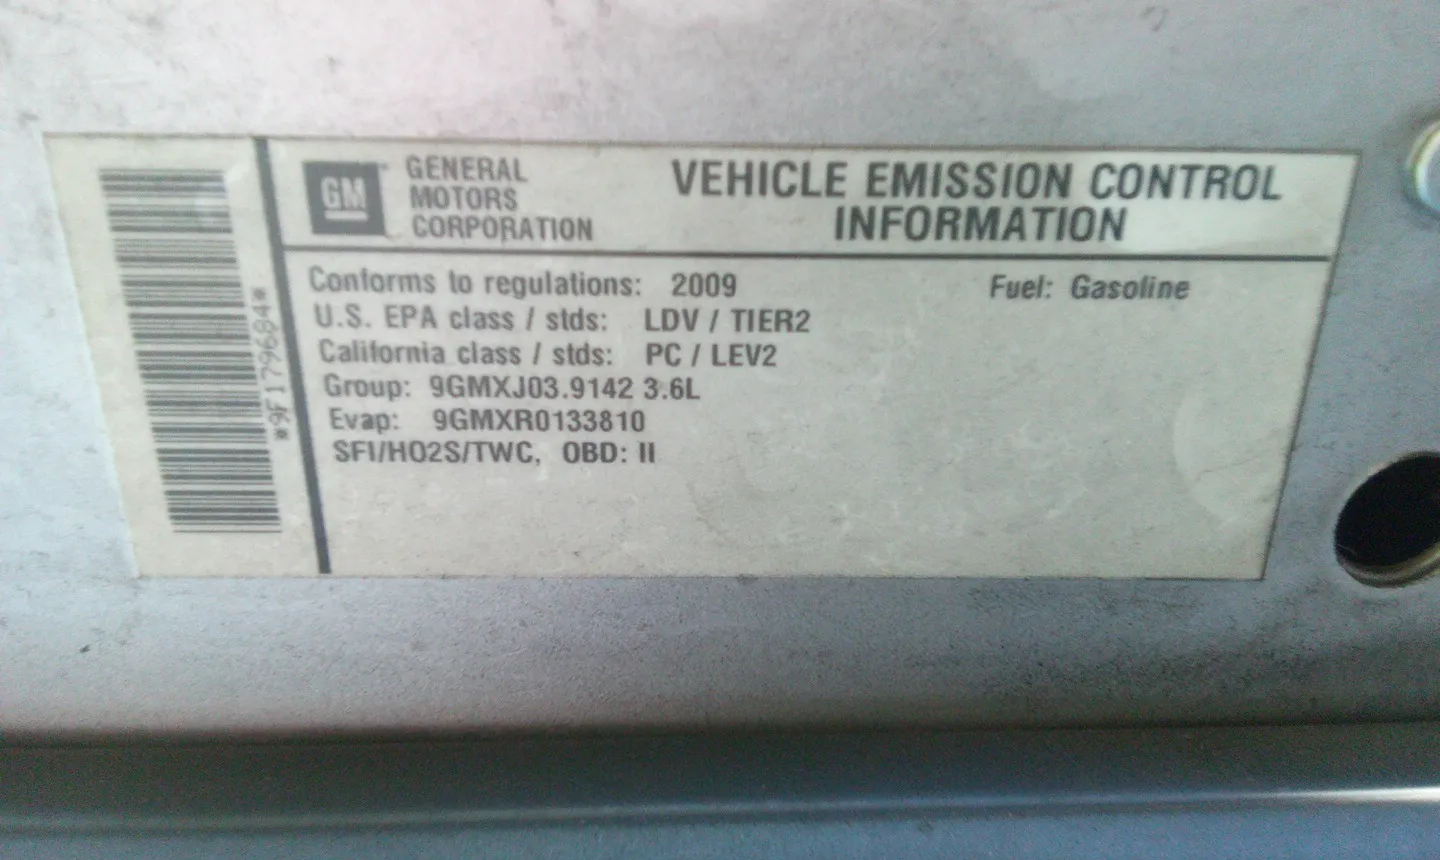 *9F179684*
GM
GENERAL
MOTORS
CORPORATION
VEHICLE EMISSION CONTROL
INFORMATION
Conforms to regulations: 2009 Fuel: Gasoline
U.S. EPA class / stds: LDV / TIER2
California class / stds: PC / LEV2
Group: 9GMXJ03.9142 3.6L
Evap: 9GMXR0133810
SFI/HO2S/TWC, OBD: II